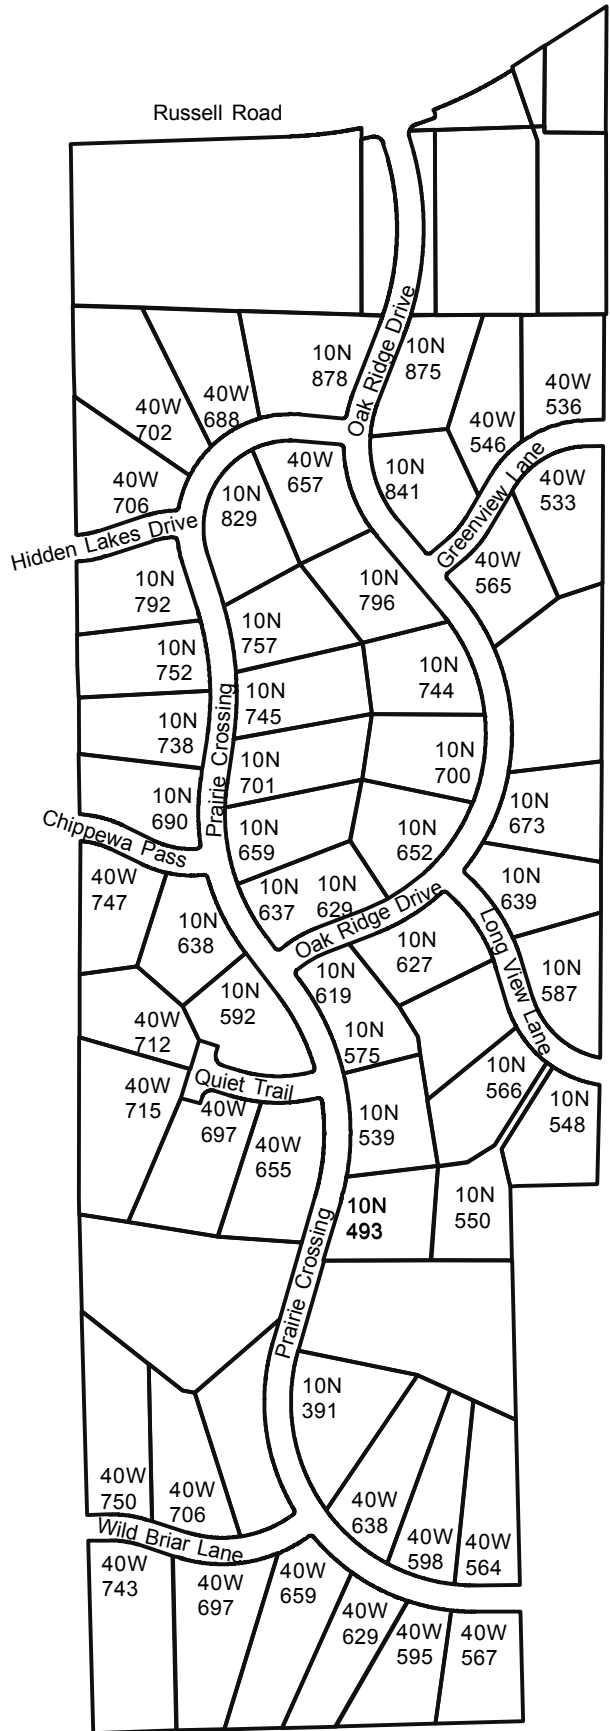 Russell Road
Oak Ridge Drive
10N
878
10N
875
40W
688
40W
702
40W
536
40W
546
40W
706
40W
657
10N
829
10N
841
40W
533
Greenview Lane
Hidden Lakes Drive
40W
565
10N
792
10N
796
10N
757
10N
752
10N
744
10N
745
10N
738
Prairie Crossing
10N
701
10N
700
10N
690
10N
673
Chippewa Pass
10N
659
10N
652
40W
747
10N
637
10N
629
10N
639
10N
638
Oak Ridge Drive
10N
627
Long View Lane
10N
619
10N
587
10N
592
40W
712
10N
575
Quiet Trail
40W
715
10N
566
40W
697
10N
539
10N
548
40W
655
10N
493
10N
550
Prairie Crossing
10N
391
40W
750
40W
706
40W
638
40W
598
40W
564
Wild Briar Lane
40W
743
40W
697
40W
659
40W
629
40W
595
40W
567